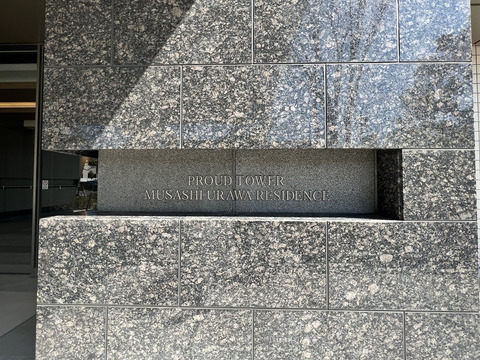 PROUD TOWER
MUSASHI URAWA RESIDENCE